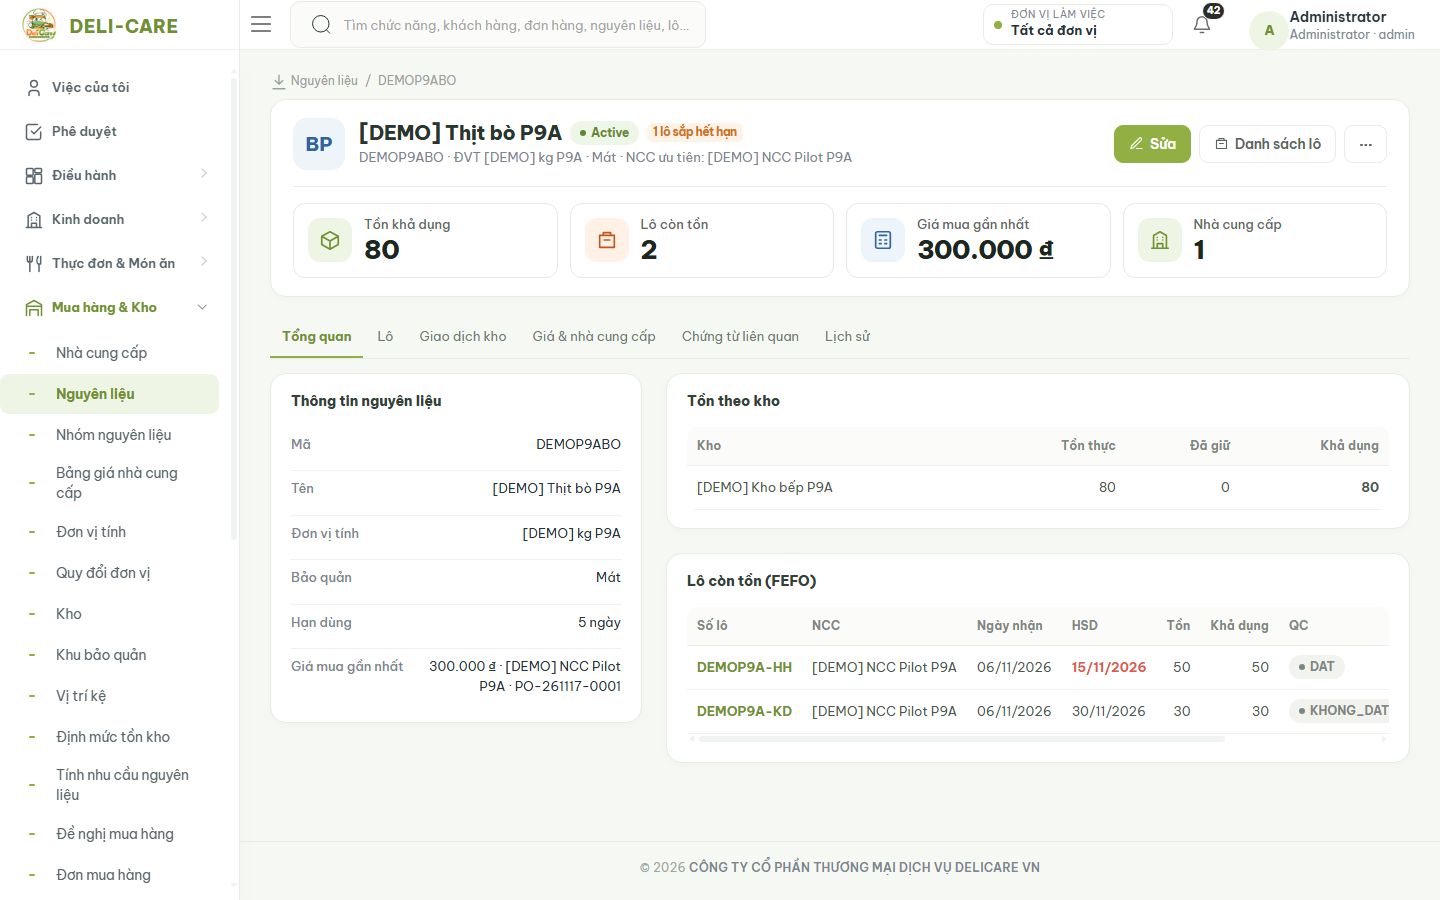 DELI-CARE
Tìm chức năng, khách hàng, đơn hàng, nguyên liệu, lô...
ĐƠN VỊ LÀM VIỆC
Tất cả đơn vị
42
A
Administrator
Administrator · admin
Việc của tôi
Phê duyệt
Điều hành
Kinh doanh
Thực đơn & Món ăn
Mua hàng & Kho
Nhà cung cấp
Nguyên liệu
Nhóm nguyên liệu
Bảng giá nhà cung
cấp
Đơn vị tính
Quy đổi đơn vị
Kho
Khu bảo quản
Vị trí kệ
Định mức tồn kho
Tính nhu cầu nguyên
liệu
Đề nghị mua hàng
Đơn mua hàng
Nguyên liệu / DEMOP9ABO
BP
[DEMO] Thịt bò P9A
Active
1 lô sắp hết hạn
DEMOP9ABO · ĐVT [DEMO] kg P9A · Mát · NCC ưu tiên: [DEMO] NCC Pilot P9A
Sửa
Danh sách lô
...
Tồn khả dụng
80
Lô còn tồn
2
Giá mua gần nhất
300.000 ₫
Nhà cung cấp
1
Tổng quan
Lô
Giao dịch kho
Giá & nhà cung cấp
Chứng từ liên quan
Lịch sử
Thông tin nguyên liệu
Mã DEMOP9ABO
Tên [DEMO] Thịt bò P9A
Đơn vị tính [DEMO] kg P9A
Bảo quản Mát
Hạn dùng 5 ngày
Giá mua gần nhất 300.000 ₫ · [DEMO] NCC Pilot
P9A · PO-261117-0001
Tồn theo kho
Kho Tồn thực Đã giữ Khả dụng
[DEMO] Kho bếp P9A 80 0 80
Lô còn tồn (FEFO)
Số lô NCC Ngày nhận HSD Tồn Khả dụng QC
DEMOP9A-HH [DEMO] NCC Pilot P9A 06/11/2026 15/11/2026 50 50 DAT
DEMOP9A-KD [DEMO] NCC Pilot P9A 06/11/2026 30/11/2026 30 30 KHONG_DAT
© 2026 CÔNG TY CỔ PHẦN THƯƠNG MẠI DỊCH VỤ DELICARE VN